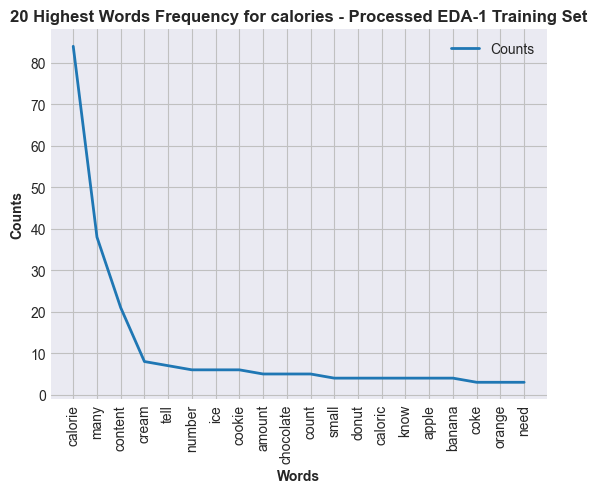 20 Highest Words Frequency for calories - Processed EDA-1 Training Set
Counts
80
70
60
50
40
30
20
10
0
Counts
calorie
many
content
cream
tell
number
ice
cookie
amount
chocolate
count
small
donut
caloric
know
apple
banana
coke
orange
need
Words